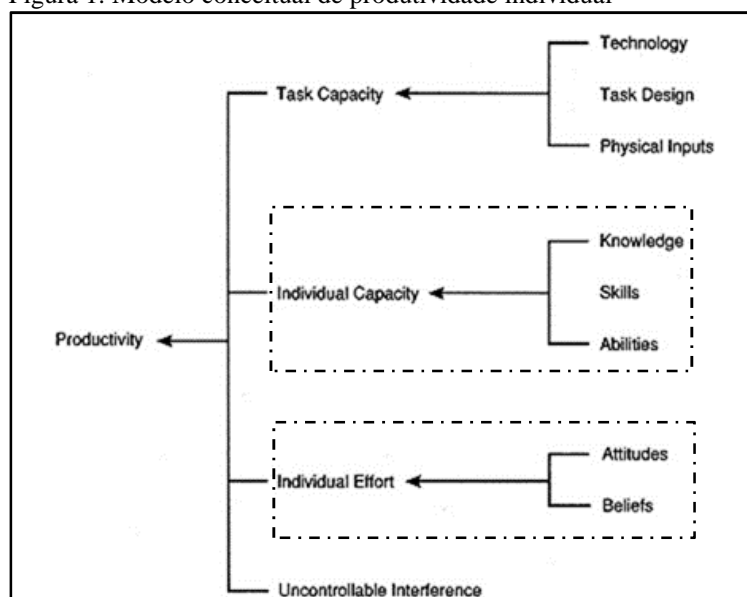 Figura 1: Modelo conceitual de produtividade individual
Technology
Task Capacity
Task Design
Physical Inputs
Knowledge
Individual Capacity
Skills
Productivity
Abilities
Attitudes
Individual Effort
Beliefs
Uncontrollable Interference